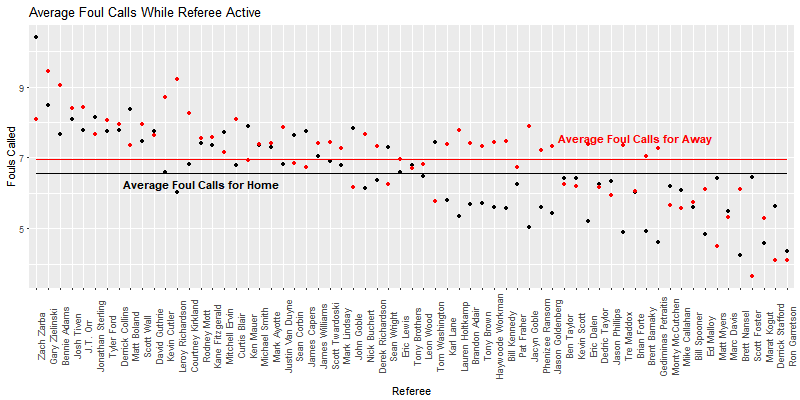 Average Foul Calls While Referee Active
Fouls Called
9
7
5
Average Foul Calls for Away
Average Foul Calls for Home
Zach Zarba
Gary Zielinski
Bennie Adams
Josh Tiven
J.T. Orr
Jonathan Sterling
Tyler Ford
Derrick Collins
Matt Boland
Scott Wall
David Guthrie
Kevin Cutler
Leroy Richardson
Courtney Kirkland
Rodney Mott
Kane Fitzgerald
Mitchell Ervin
Curtis Blair
Ken Mauer
Michael Smith
Mark Ayotte
Justin Van Duyne
Sean Corbin
James Capers
James Williams
Scott Twardoski
Mark Lindsay
John Goble
Nick Buchert
Derek Richardson
Sean Wright
Eric Lewis
Tony Brothers
Leon Wood
Tom Washington
Karl Lane
Lauren Holtkamp
Brandon Adair
Tony Brown
Haywoode Workman
Bill Kennedy
Pat Fraher
Jacyn Goble
Phenizee Ransom
Jason Goldenberg
Ben Taylor
Kevin Scott
Eric Dalen
Dedric Taylor
Jason Phillips
Tre Maddox
Brian Forte
Brent Barnaky
Gediminas Petraitis
Monty McCutchen
Mike Callahan
Bill Spooner
Ed Malloy
Matt Myers
Marc Davis
Brett Nansel
Scott Foster
Marat Kogut
Derrick Stafford
Ron Garretson
Referee